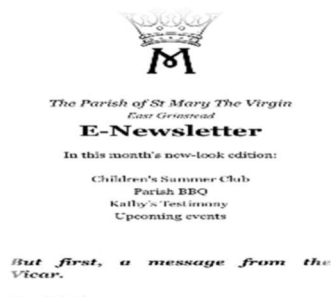 M
The Parish of St Mary The Virgin
East Grinstead
E-Newsletter
In this month's new-look edition:
Children's Summer Club
Parish BBQ
Kathy's Testimony
Upcoming events
But first, a message from the
Vicar.